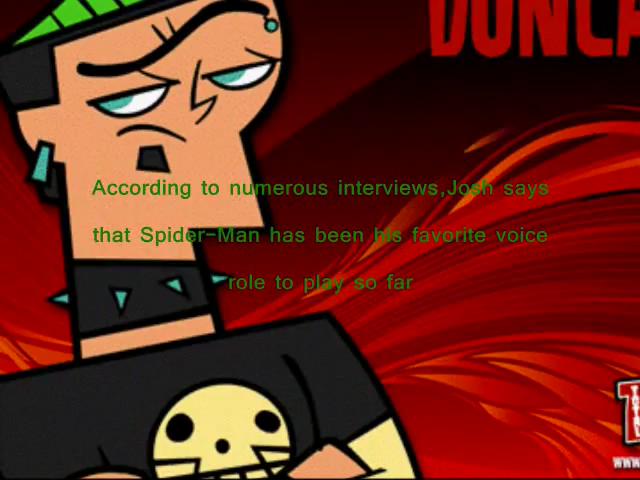 DUNCA
According to numerous interviews,Josh says
that Spider-Man has been his favorite voice
role to play so far
WWW